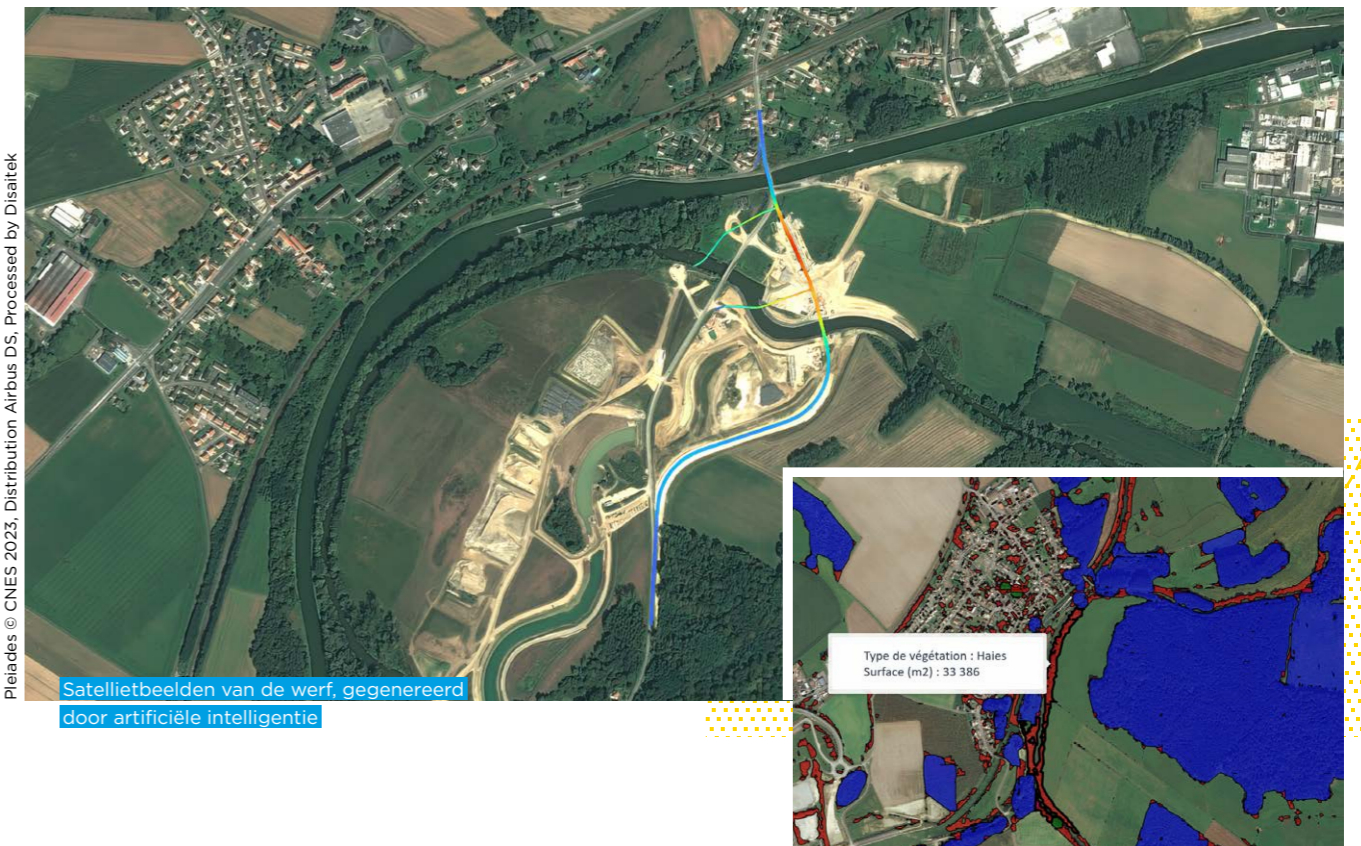 Pleiades © CNES 2023, Distribution Airbus DS, Processed by Disaitek
Satellietbeelden van de werf, gegenereerd
door artificiële intelligentie
Type de végétation : Haies
Surface (m2) : 33 386